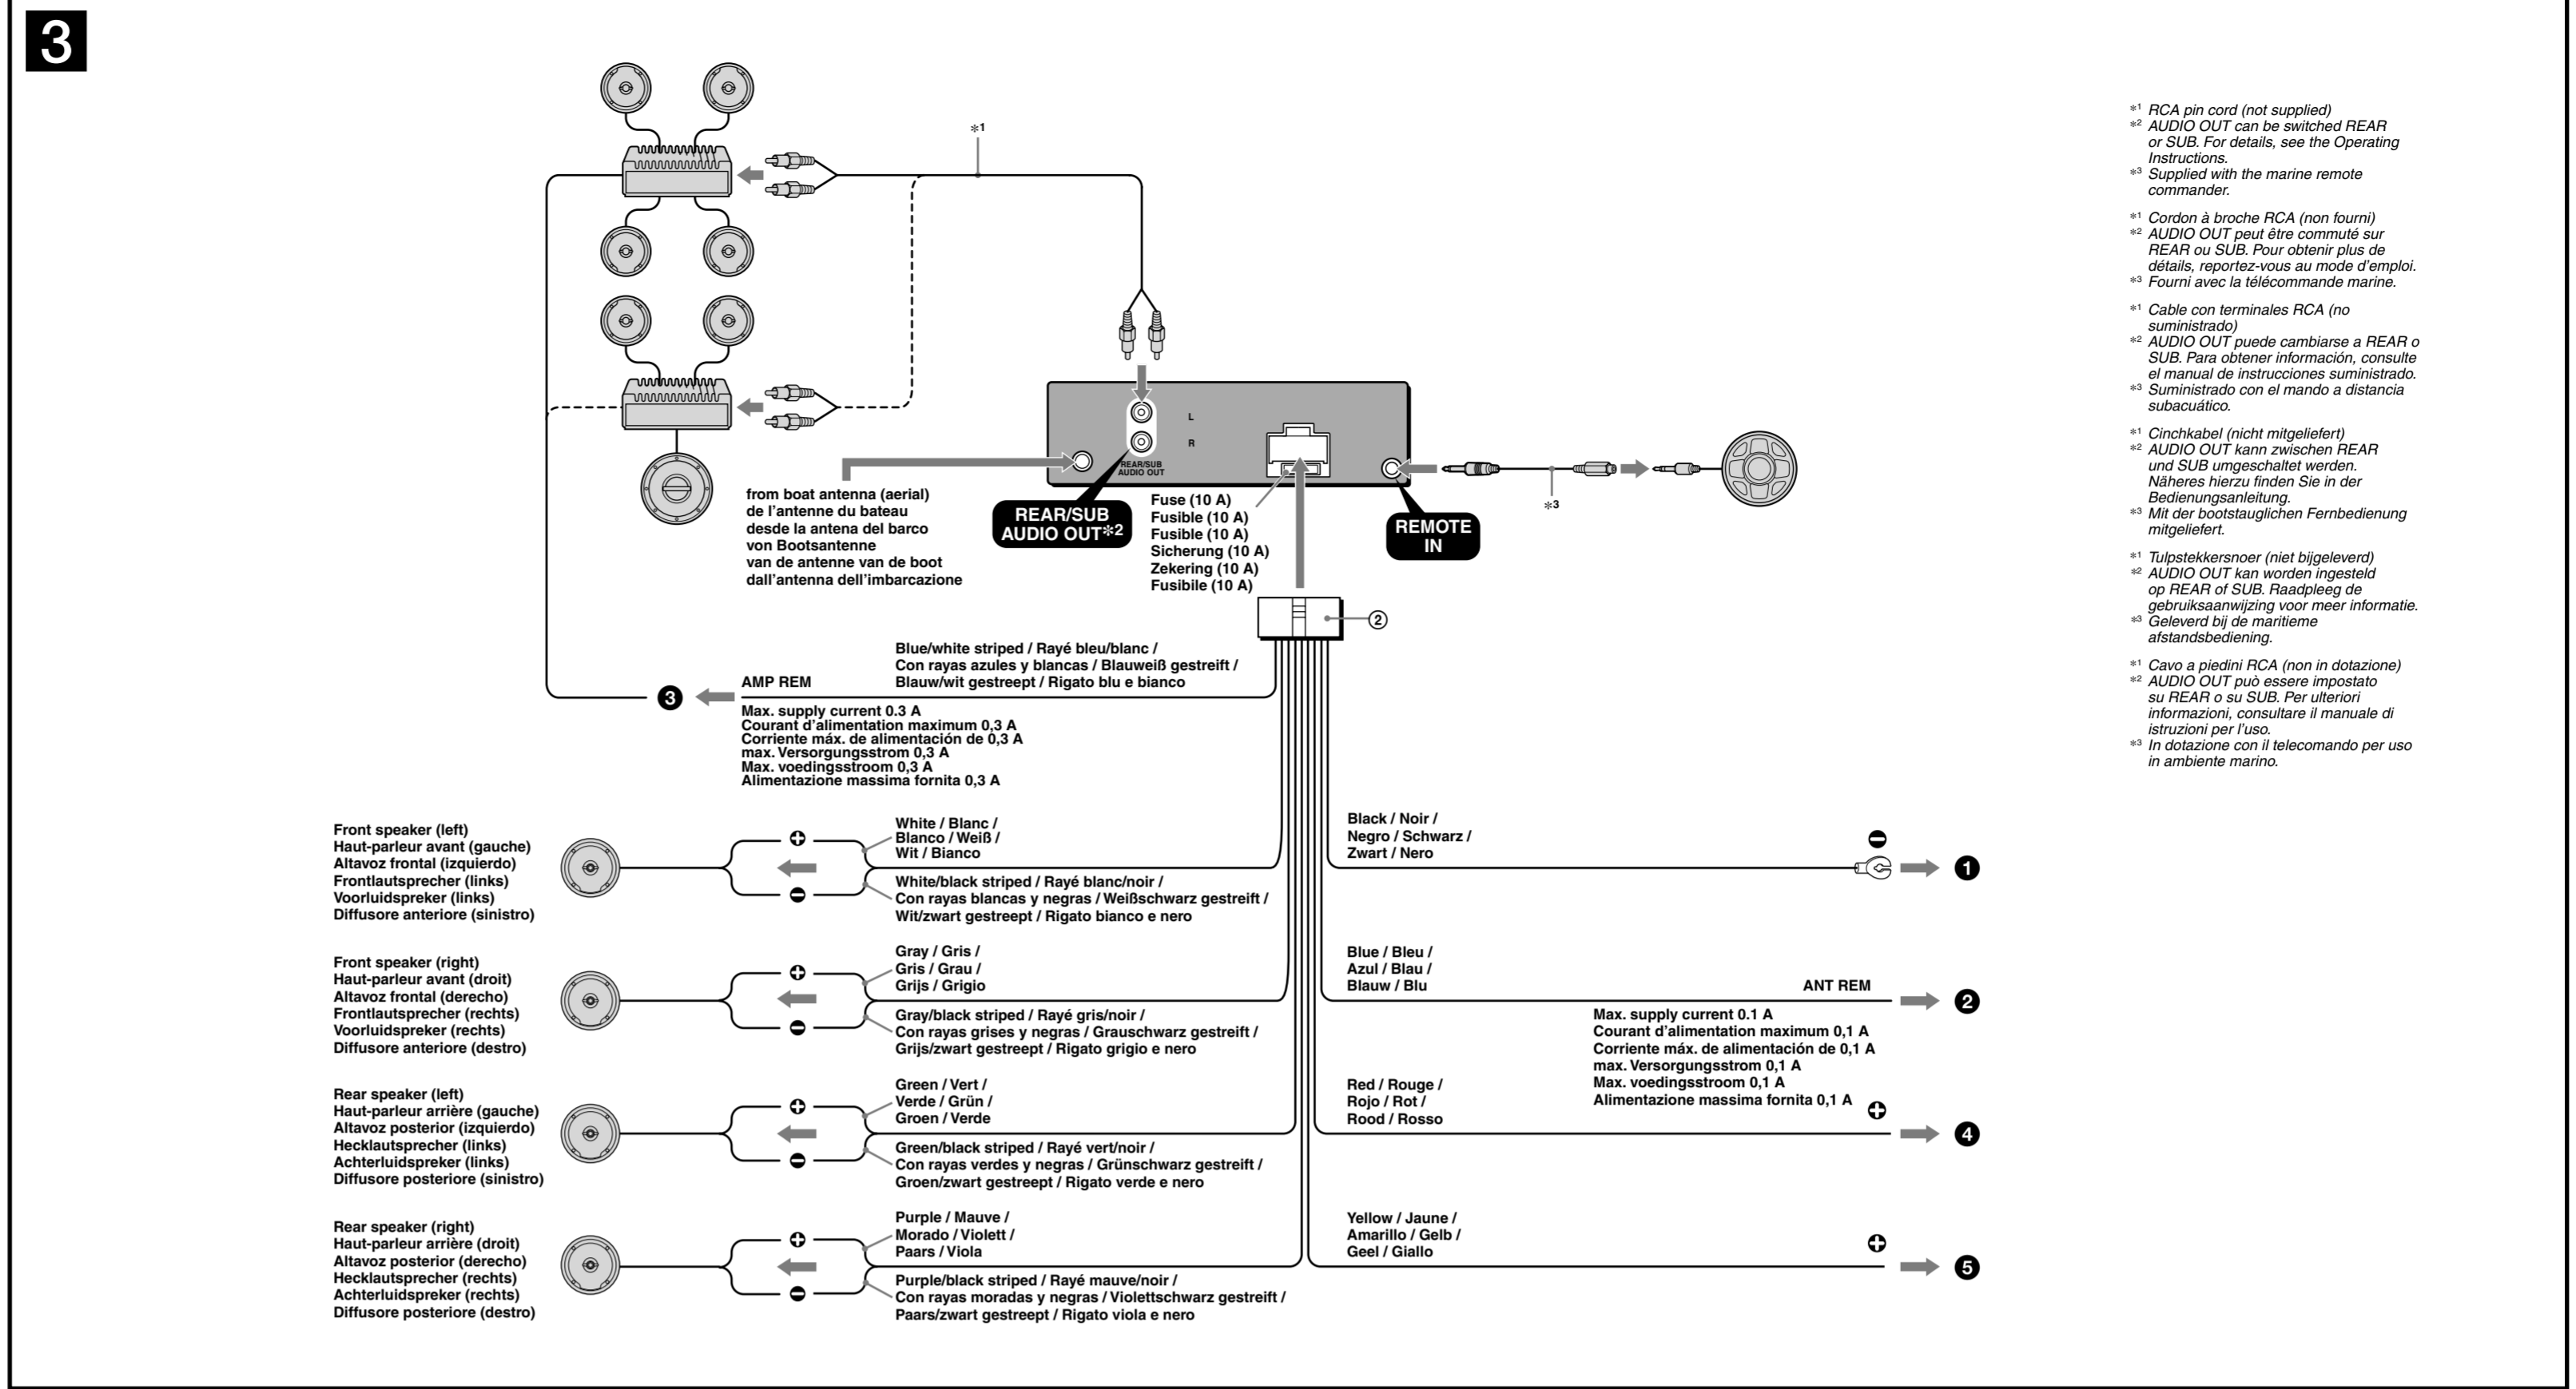 3
*1
*1 RCA pin cord (not supplied)
*2 AUDIO OUT can be switched REAR
or SUB. For details, see the Operating
Instructions.
*3 Supplied with the marine remote
commander.
*1 Cordon à broche RCA (non fourni)
*2 AUDIO OUT peut être commuté sur
REAR ou SUB. Pour obtenir plus de
détails, reportez-vous au mode d'emploi.
*3 Fourni avec la télécommande marine.
*1 Cable con terminales RCA (no
suministrado)
*2 AUDIO OUT puede cambiarse a REAR o
SUB. Para obtener información, consulte
el manual de instrucciones suministrado.
*3 Suministrado con el mando a distancia
subacuático.
*1 Cinchkabel (nicht mitgeliefert)
*2 AUDIO OUT kann zwischen REAR
und SUB umgeschaltet werden.
Näheres hierzu finden Sie in der
Bedienungsanleitung.
*3 Mit der bootstauglichen Fernbedienung
mitgeliefert.
*1 Tulpstekkersnoer (niet bijgeleverd)
*2 AUDIO OUT kan worden ingesteld
op REAR of SUB. Raadpleeg de
gebruiksaanwijzing voor meer informatie.
*3 Geleverd bij de maritieme
afstandsbediening.
*1 Cavo a piedini RCA (non in dotazione)
*2 AUDIO OUT può essere impostato
su REAR o su SUB. Per ulteriori
informazioni, consultare il manuale di
istruzioni per l'uso.
*3 In dotazione con il telecomando per uso
in ambiente marino.
L
R
REAR/SUB
AUDIO OUT
from boat antenna (aerial)
de l'antenne du bateau
desde la antena del barco
von Bootsantenne
van de antenne van de boot
dall'antenna dell'imbarcazione
REAR/SUB
AUDIO OUT*2
Fuse (10 A)
Fusible (10 A)
Fusible (10 A)
Sicherung (10 A)
Zekering (10 A)
Fusibile (10 A)
REMOTE
IN
*3
②
Blue/white striped / Rayé bleu/blanc /
Con rayas azules y blancas / Blauweiß gestreift /
Blauw/wit gestreept / Rigato blu e bianco
AMP REM
❸
Max. supply current 0.3 A
Courant d'alimentation maximum 0,3 A
Corriente máx. de alimentación de 0,3 A
max. Versorgungsstrom 0,3 A
Max. voedingsstroom 0,3 A
Alimentazione massima fornita 0,3 A
Front speaker (left)
Haut-parleur avant (gauche)
Altavoz frontal (izquierdo)
Frontlautsprecher (links)
Voorluidspreker (links)
Diffusore anteriore (sinistro)
+
−
White / Blanc /
Blanco / Weiß /
Wit / Bianco
White/black striped / Rayé blanc/noir /
Con rayas blancas y negras / Weißschwarz gestreift /
Wit/zwart gestreept / Rigato bianco e nero
Black / Noir /
Negro / Schwarz /
Zwart / Nero
−
❶
Front speaker (right)
Haut-parleur avant (droit)
Altavoz frontal (derecho)
Frontlautsprecher (rechts)
Voorluidspreker (rechts)
Diffusore anteriore (destro)
+
−
Gray / Gris /
Gris / Grau /
Grijs / Grigio
Gray/black striped / Rayé gris/noir /
Con rayas grises y negras / Grauschwarz gestreift /
Grijs/zwart gestreept / Rigato grigio e nero
Blue / Bleu /
Azul / Blau /
Blauw / Blu
ANT REM
❷
Max. supply current 0.1 A
Courant d'alimentation maximum 0,1 A
Corriente máx. de alimentación de 0,1 A
max. Versorgungsstrom 0,1 A
Max. voedingsstroom 0,1 A
Alimentazione massima fornita 0,1 A
Rear speaker (left)
Haut-parleur arrière (gauche)
Altavoz posterior (izquierdo)
Hecklautsprecher (links)
Achterluidspreker (links)
Diffusore posteriore (sinistro)
+
−
Green / Vert /
Verde / Grün /
Groen / Verde
Green/black striped / Rayé vert/noir /
Con rayas verdes y negras / Grünschwarz gestreift /
Groen/zwart gestreept / Rigato verde e nero
Red / Rouge /
Rojo / Rot /
Rood / Rosso
+
❹
Rear speaker (right)
Haut-parleur arrière (droit)
Altavoz posterior (derecho)
Hecklautsprecher (rechts)
Achterluidspreker (rechts)
Diffusore posteriore (destro)
+
−
Purple / Mauve /
Morado / Violett /
Paars / Viola
Purple/black striped / Rayé mauve/noir /
Con rayas moradas y negras / Violettschwarz gestreift /
Paars/zwart gestreept / Rigato viola e nero
Yellow / Jaune /
Amarillo / Gelb /
Geel / Giallo
+
❺